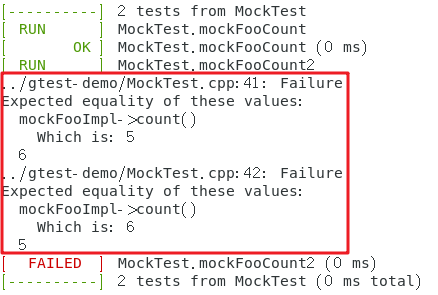 [----------] 2 tests from MockTest
[ RUN      ] MockTest.mockFooCount
[       OK ] MockTest.mockFooCount (0 ms)
[ RUN      ] MockTest.mockFooCount2
../gtest-demo/MockTest.cpp:41: Failure
Expected equality of these values:
  mockFooImpl->count()
    Which is: 5
  6
../gtest-demo/MockTest.cpp:42: Failure
Expected equality of these values:
  mockFooImpl->count()
    Which is: 6
  5
[  FAILED  ] MockTest.mockFooCount2 (0 ms)
[----------] 2 tests from MockTest (0 ms total)